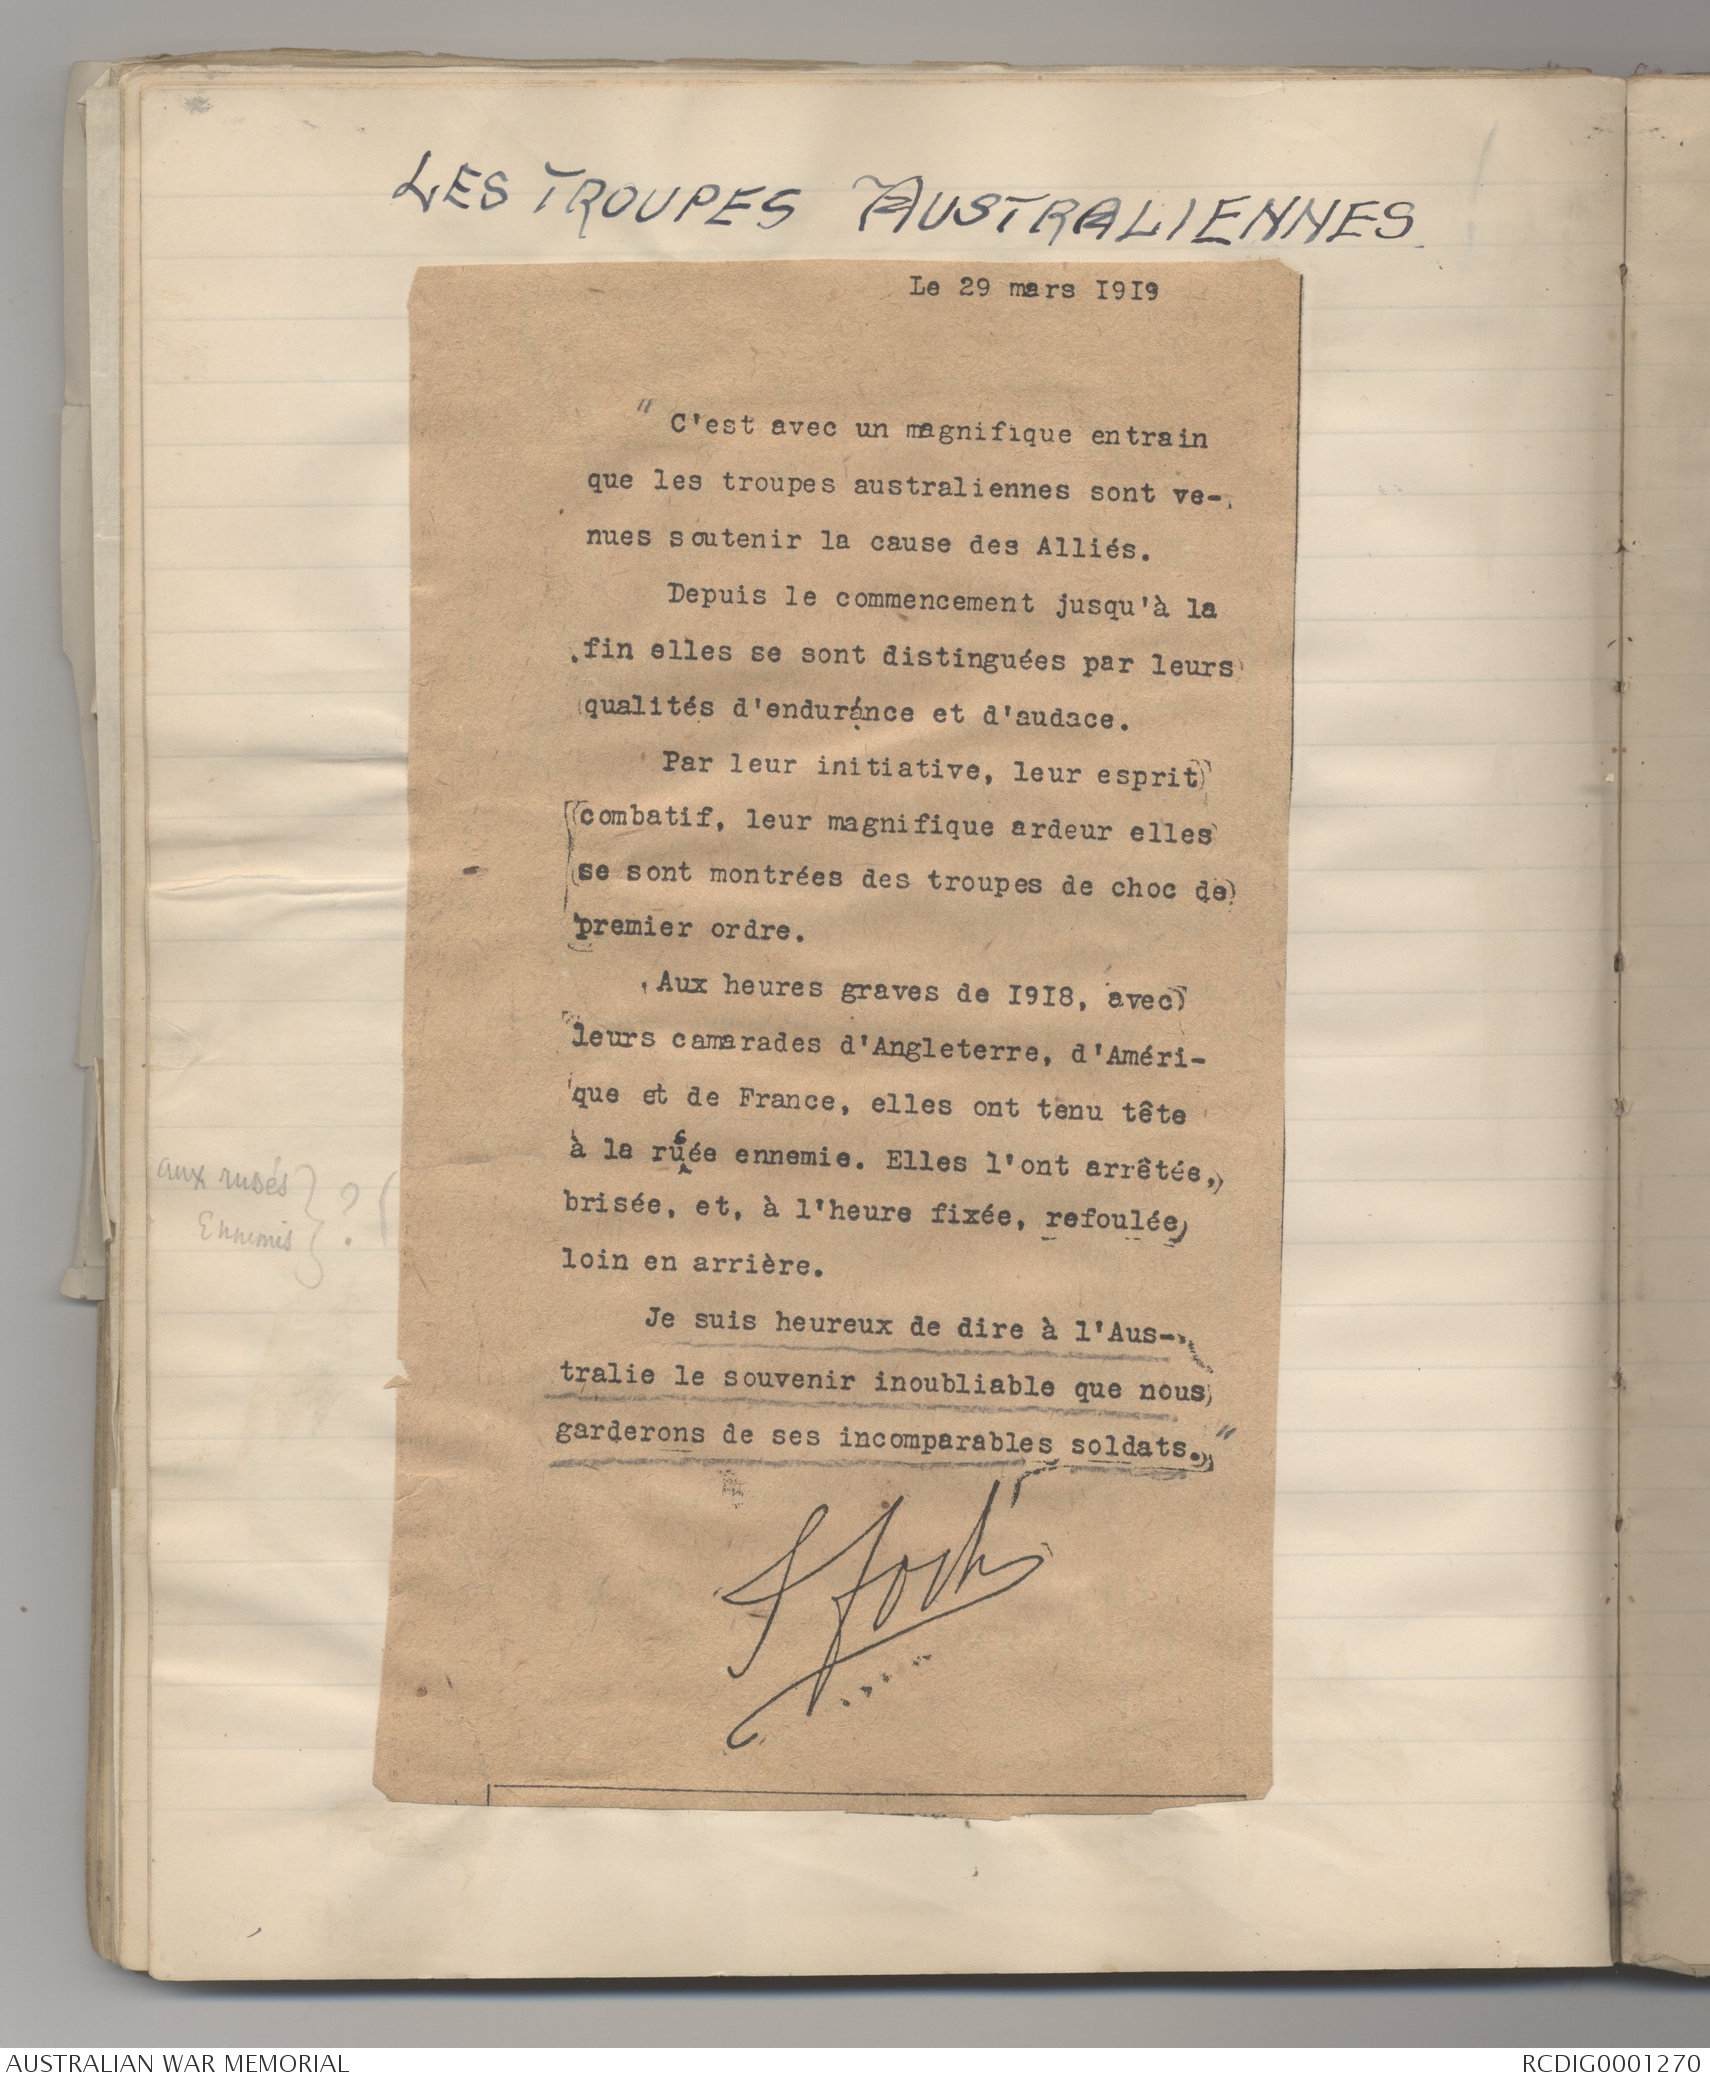 LES TROUPES AUSTRALIENNES
Le 29 mars I9I9
" C'est avec un magnifique entrain
que les troupes australiennes sont ve-
nues soutenir la cause des Alliés.
Depuis le commencement jusqu'à la
fin elles se sont distinguées par leurs
qualités d'endurance et d'audace.
Par leur initiative, leur esprit
combatif, leur magnifique ardeur elles
se sont montrées des troupes de choc de
premier ordre.
Aux heures graves de I9I8, avec
leurs camarades d'Angleterre, d'Améri-
que et de France, elles ont tenu tête
à la ruée ennemie. Elles l'ont arrêtée,
brisée, et, à l'heure fixée, refoulée
loin en arrière.
Je suis heureux de dire à l'Aus-
tralie le souvenir inoubliable que nous
garderons de ses incomparables soldats. "
aux rusés } ?
Ennemis
f foch
AUSTRALIAN WAR MEMORIAL
RCDIG0001270